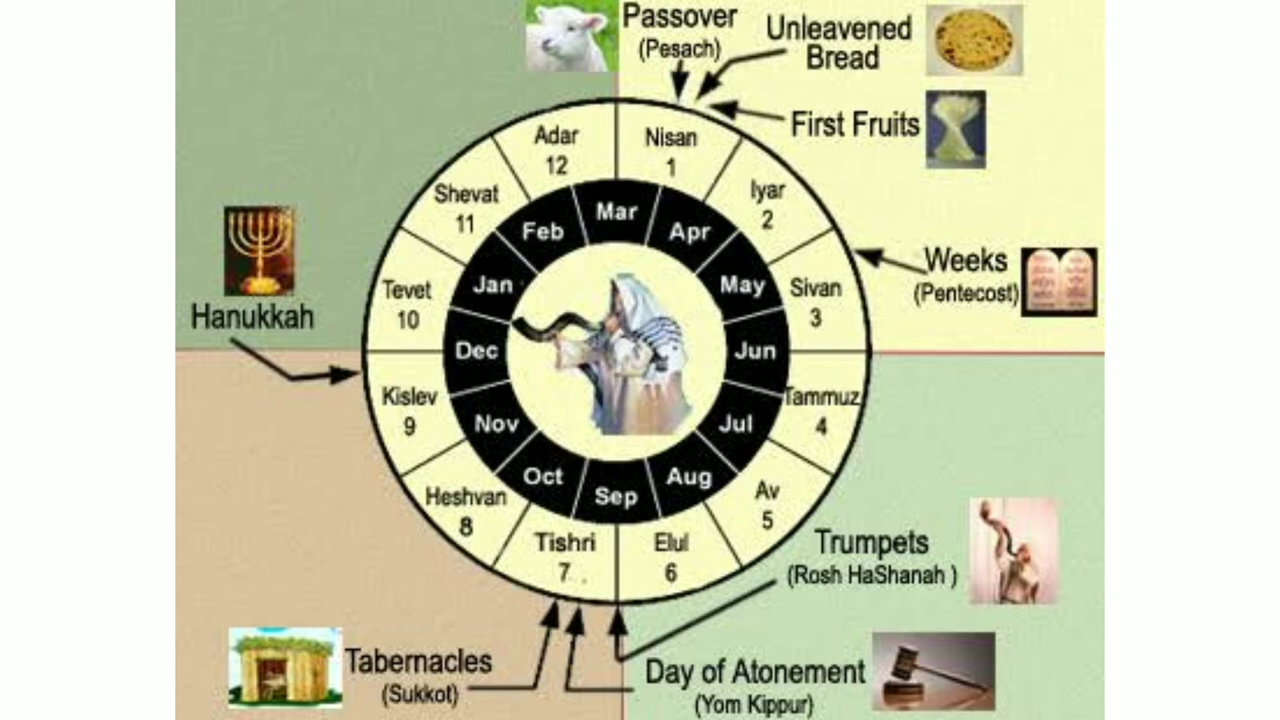 Passover
(Pesach)
Unleavened
Bread
First Fruits
Weeks
(Pentecost)
Trumpets
(Rosh HaShanah )
Day of Atonement
(Yom Kippur)
Tabernacles
(Sukkot)
Hanukkah
Nisan
1
Iyar
2
Sivan
3
Tammuz
4
Av
5
Elul
6
Tishri
7
Heshvan
8
Kislev
9
Tevet
10
Shevat
11
Adar
12
Mar
Apr
May
Jun
Jul
Aug
Sep
Oct
Nov
Dec
Jan
Feb